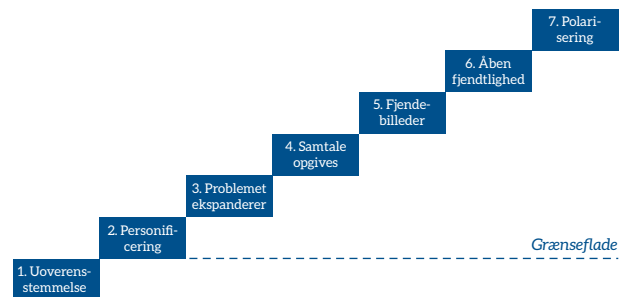 7. Polari-
sering
6. Åben
fjendtlighed
5. Fjende-
billeder
4. Samtale
opgives
3. Problemet
ekspanderer
2. Personifi-
cering
Grænseflade
1. Uoverens-
stemmelse